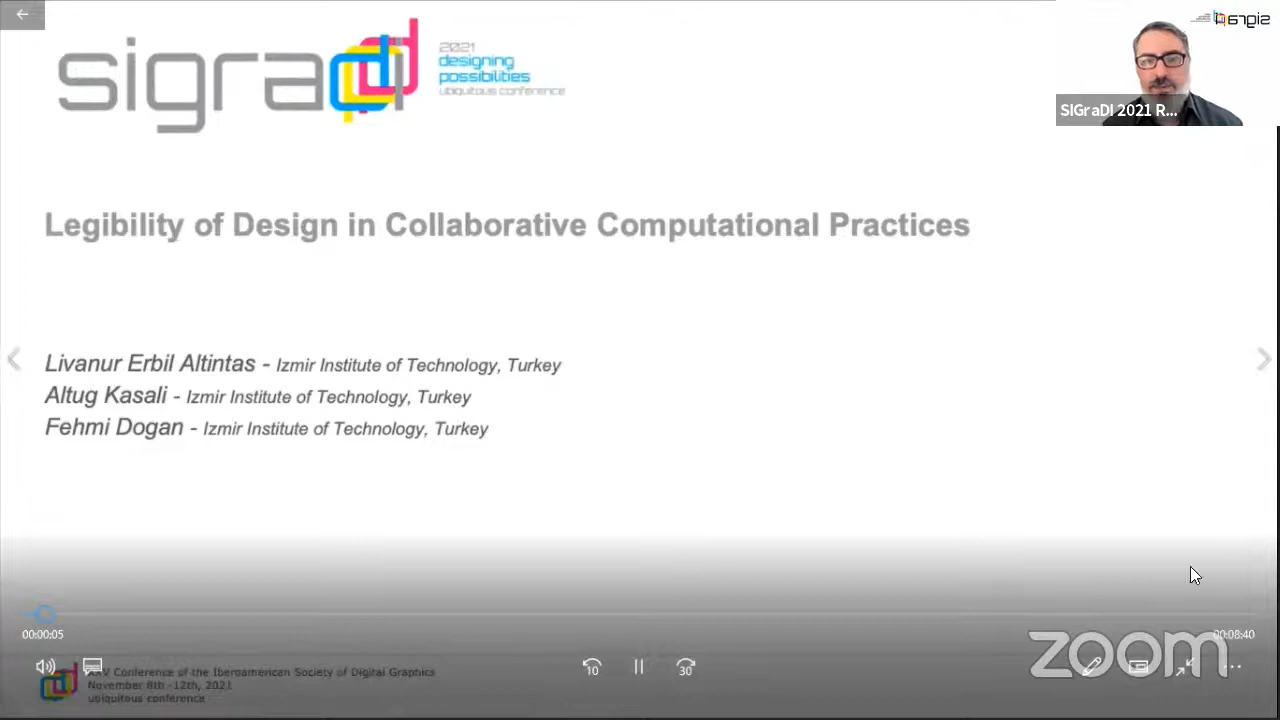 sigradi
2021
designing
possibilities
ubiquitous conference
SIGraDI 2021 R...
Legibility of Design in Collaborative Computational Practices
Livanur Erbil Altintas - Izmir Institute of Technology, Turkey
Altug Kasali - Izmir Institute of Technology, Turkey
Fehmi Dogan - Izmir Institute of Technology, Turkey
00:00:05
00:08:40
10
30
XXV Conference of the Iberoamerican Society of Digital Graphics
November 8th -12th, 2021
ubiquitous conference
zoom